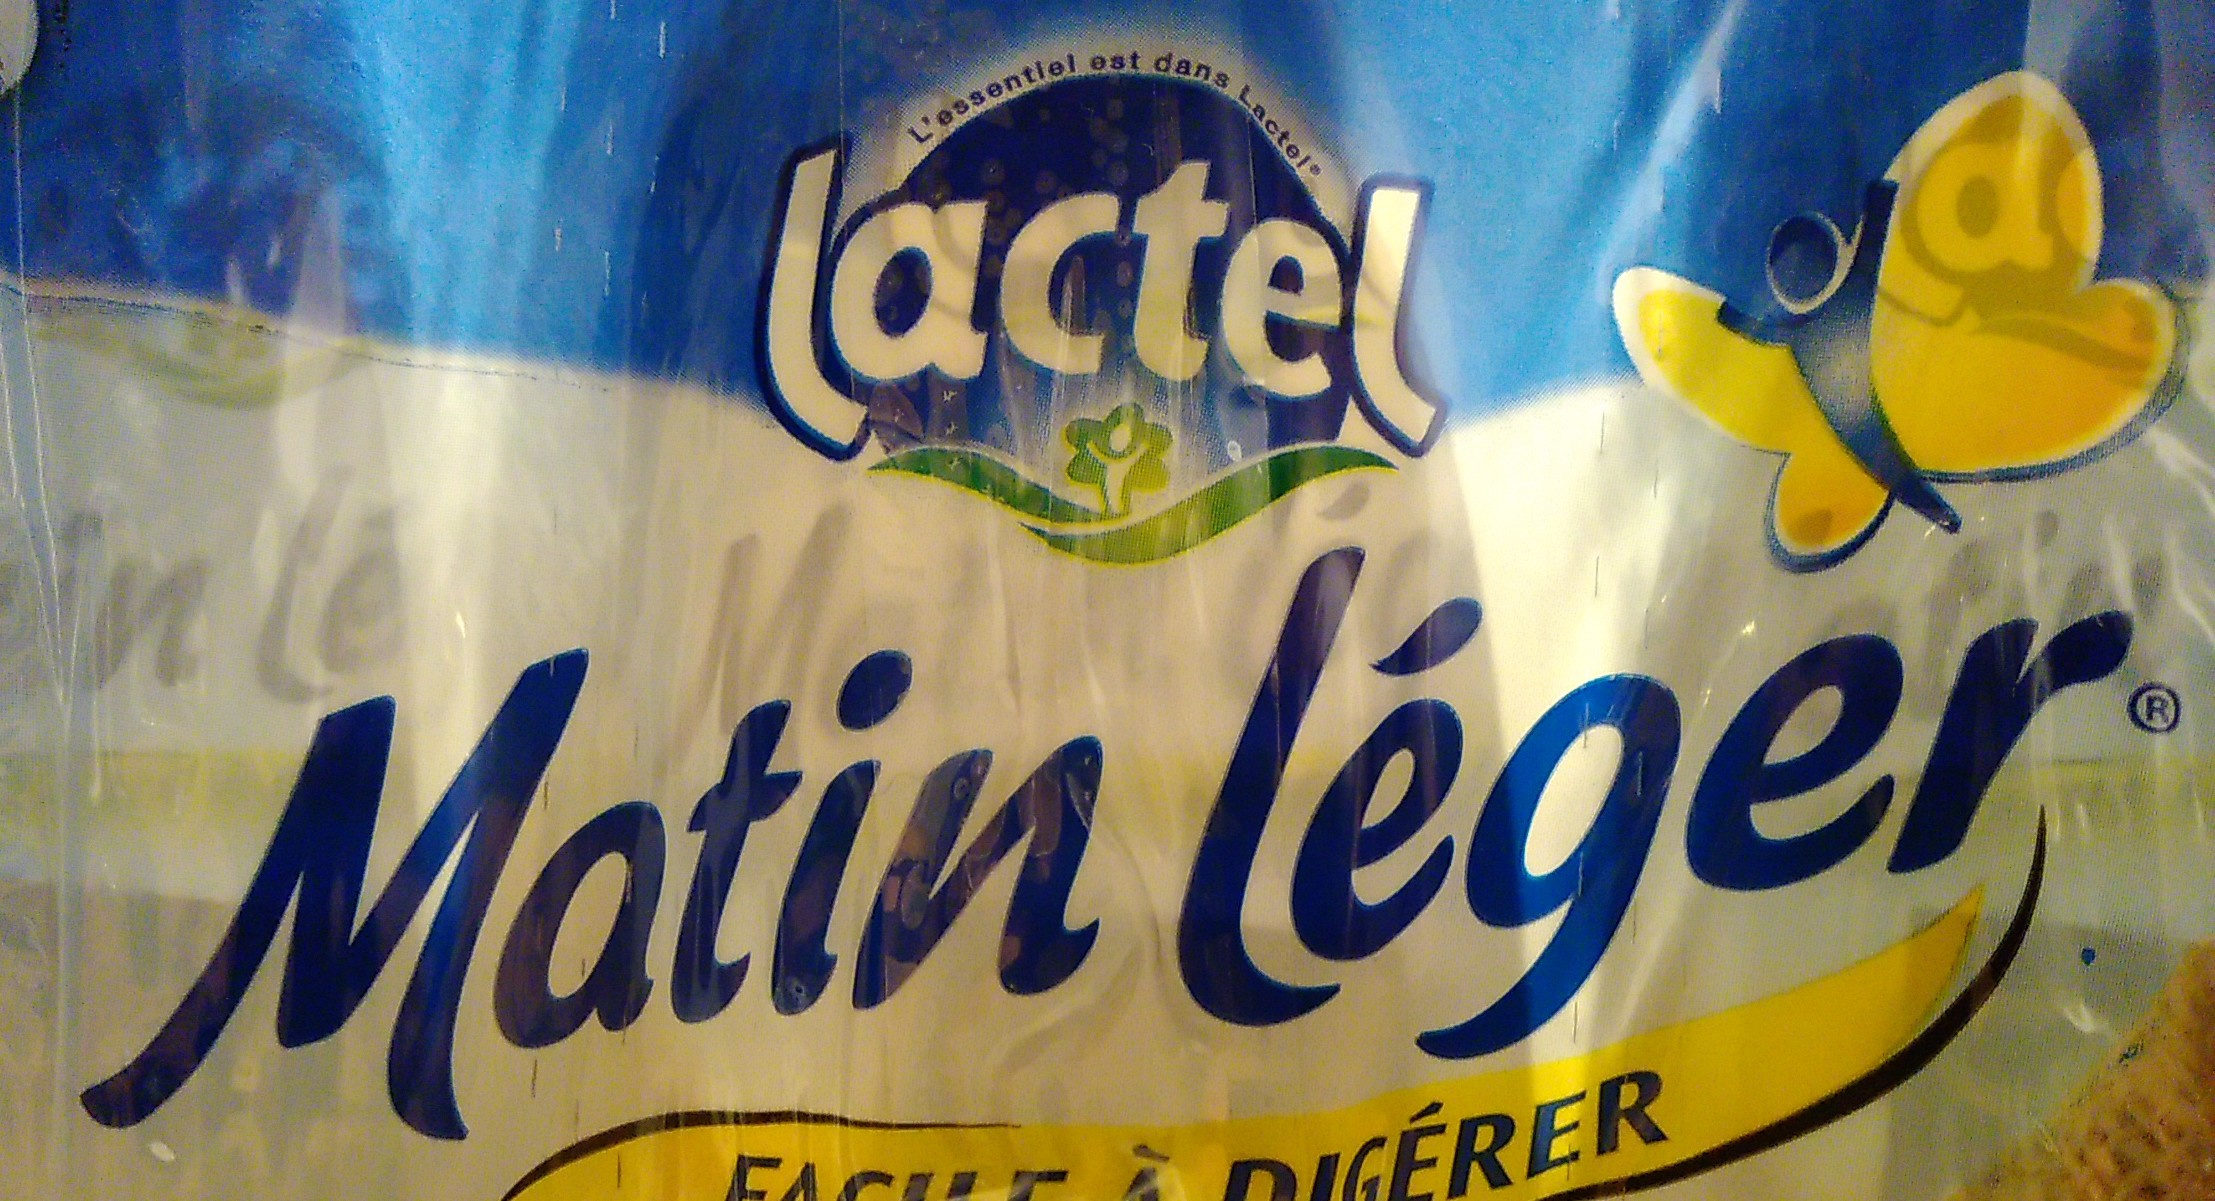 L'essentiel est dans Lactel®
lactel
Matin léger®
FACILE À DIGÉRER